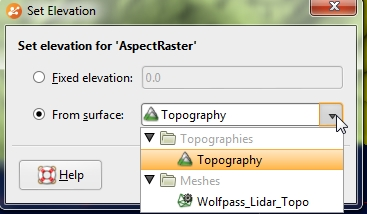 Set Elevation
Set elevation for 'AspectRaster'
Fixed elevation: 0.0
From surface: Topography
Topographies
Topography
Meshes
Help
Wolfpass_Lidar_Topo